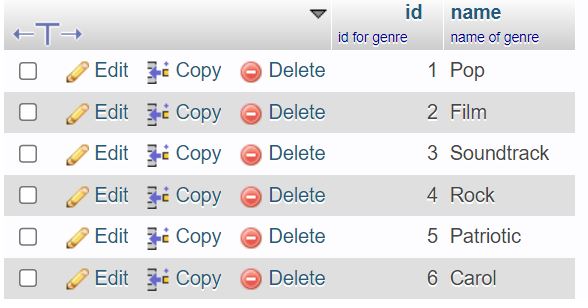 id name
id for genre name of genre
Edit Copy Delete 1 Pop
Edit Copy Delete 2 Film
Edit Copy Delete 3 Soundtrack
Edit Copy Delete 4 Rock
Edit Copy Delete 5 Patriotic
Edit Copy Delete 6 Carol